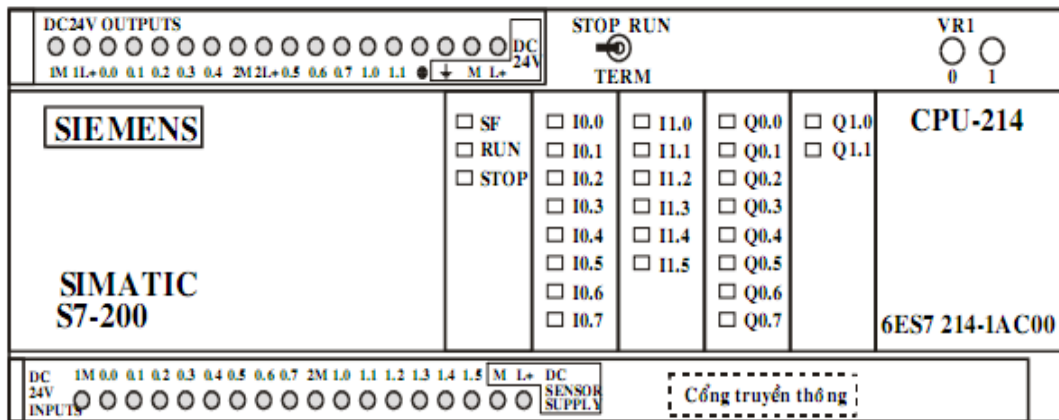 DC24V OUTPUTS
1M 1L+ 0.0 0.1 0.2 0.3 0.4 2M 2L+ 0.5 0.6 0.7 1.0 1.1 M L+
DC
24V
STOP RUN
TERM
VR1
0 1
SIEMENS
SIMATIC
S7-200
SF
RUN
STOP
I0.0
I0.1
I0.2
I0.3
I0.4
I0.5
I0.6
I0.7
I1.0
I1.1
I1.2
I1.3
I1.4
I1.5
Q0.0
Q0.1
Q0.2
Q0.3
Q0.4
Q0.5
Q0.6
Q0.7
Q1.0
Q1.1
CPU-214
6ES7 214-1AC00
DC
24V
INPUTS
1M 0.0 0.1 0.2 0.3 0.4 0.5 0.6 0.7 2M 1.0 1.1 1.2 1.3 1.4 1.5 M L+
DC
SENSOR
SUPPLY
Cổng truyền thông